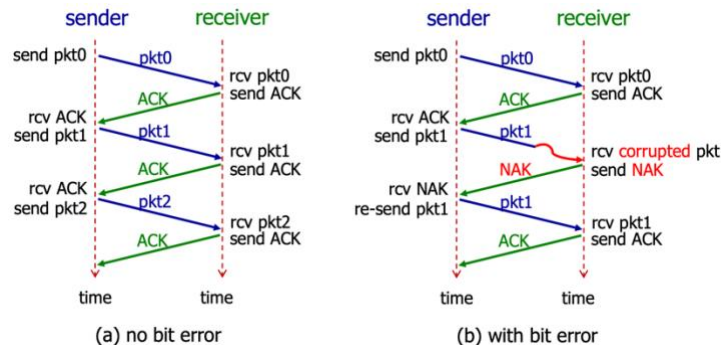 sender
receiver
send pkt0
pkt0
rcv pkt0
send ACK
ACK
rcv ACK
send pkt1
pkt1
rcv pkt1
send ACK
ACK
rcv ACK
send pkt2
pkt2
rcv pkt2
send ACK
ACK
time
time
(a) no bit error
sender
receiver
send pkt0
pkt0
rcv pkt0
send ACK
ACK
rcv ACK
send pkt1
pkt1
rcv corrupted pkt
send NAK
NAK
rcv NAK
re-send pkt1
pkt1
rcv pkt1
send ACK
ACK
time
time
(b) with bit error